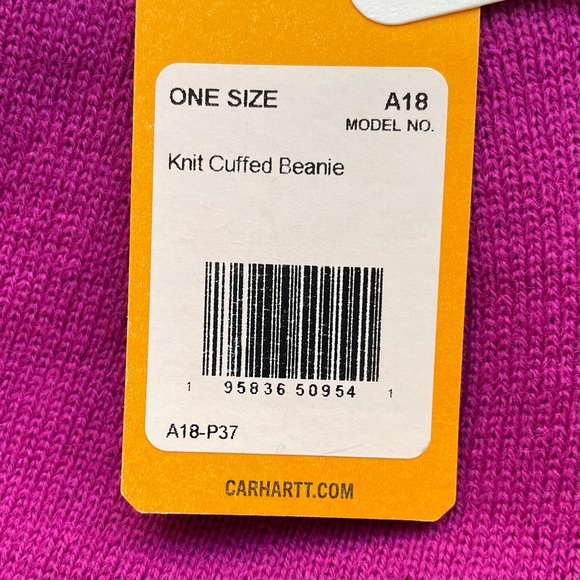 ONE SIZE A18
MODEL NO.
Knit Cuffed Beanie
1 95836 50954 1
A18-P37
CARHARTT.COM